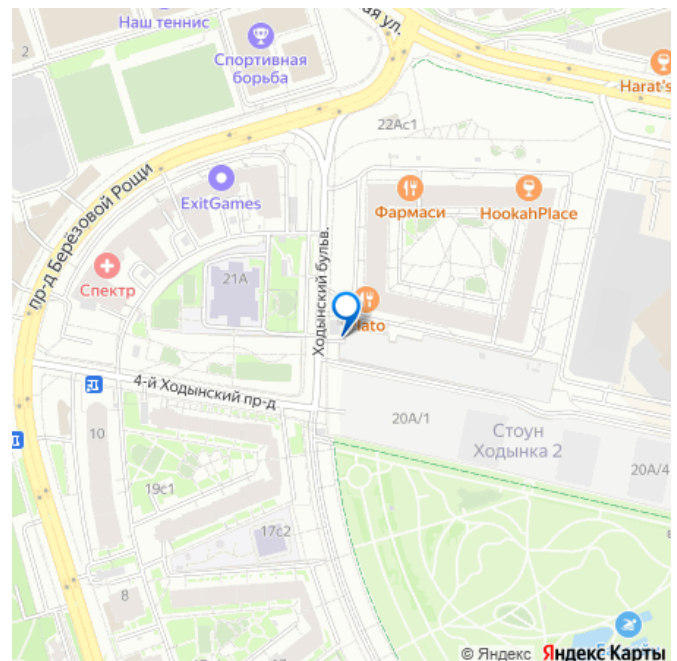 Наш теннис
ая ул.
2
Спортивная
борьба
Harat's
22Ас1
пр-д Берёзовой Рощи
ExitGames
Фармаси
HookahPlace
Спектр
21А
Ходынский бульв.
4-й Ходынский пр-д
20А/1
Стоун
Ходынка 2
10
20А/4
19с1
17с2
8
© Яндекс Яндекс Карты